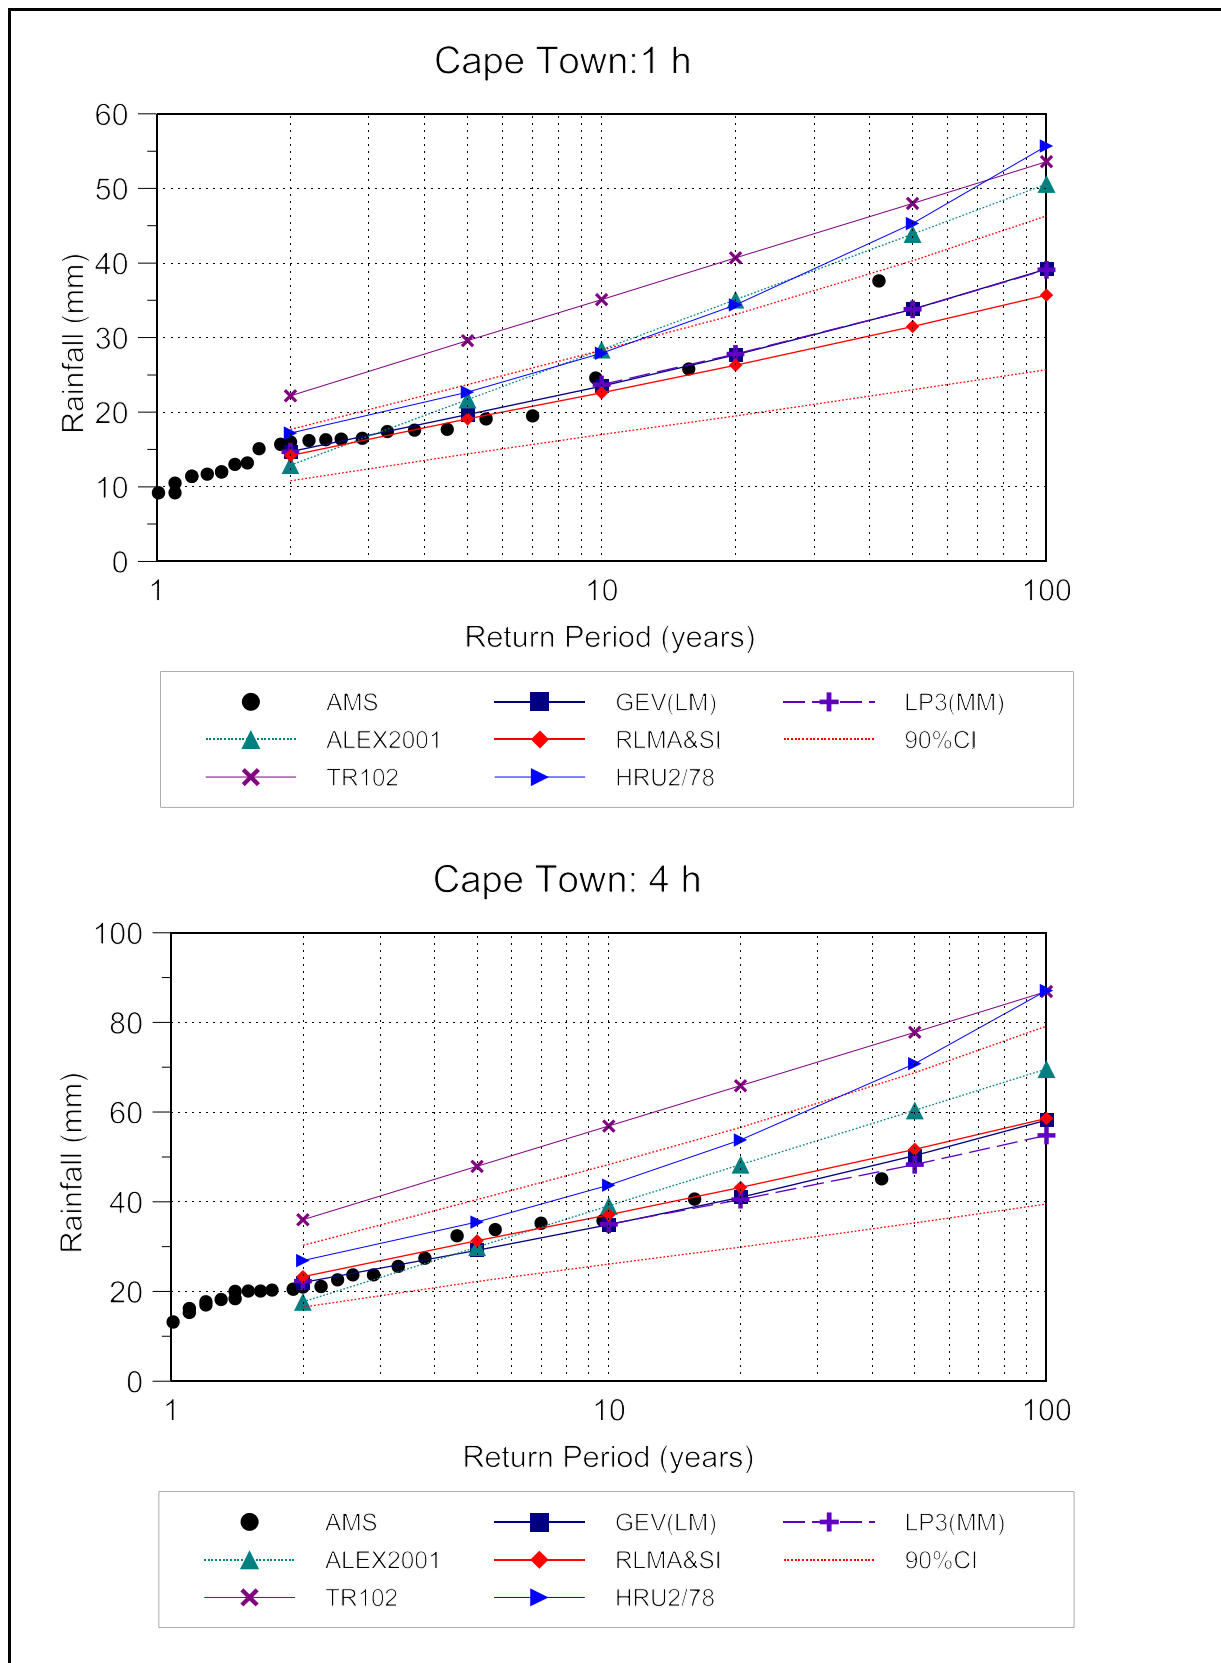 Cape Town:1 h
60
50
40
30
20
10
0
Rainfall (mm)
1 10 100
Return Period (years)
AMS GEV(LM) LP3(MM)
ALEX2001 RLMA&SI 90%CI
TR102 HRU2/78
Cape Town: 4 h
100
80
60
40
20
0
Rainfall (mm)
1 10 100
Return Period (years)
AMS GEV(LM) LP3(MM)
ALEX2001 RLMA&SI 90%CI
TR102 HRU2/78